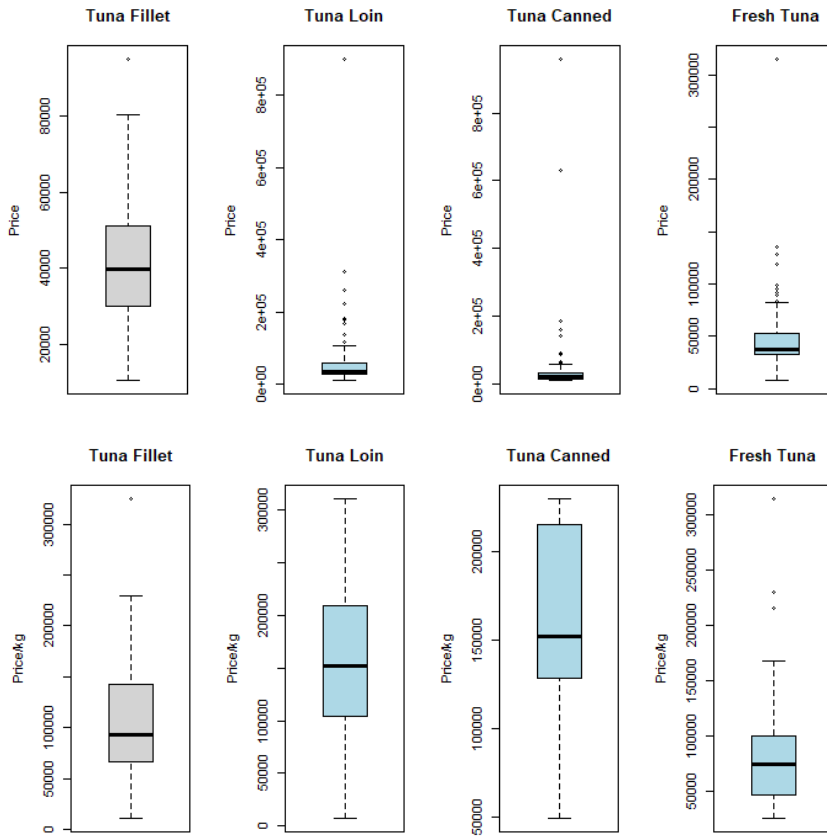 Tuna Fillet
Price
20000
40000
60000
80000
Tuna Loin
Price
0e+00
2e+05
4e+05
6e+05
8e+05
Tuna Canned
Price
0e+00
2e+05
4e+05
6e+05
8e+05
Fresh Tuna
Price
0
50000
100000
200000
300000
Tuna Fillet
Price/kg
0
50000
100000
200000
300000
Tuna Loin
Price/kg
0
50000
100000
200000
300000
Tuna Canned
Price/kg
50000
100000
150000
200000
Fresh Tuna
Price/kg
50000
100000
150000
200000
250000
300000